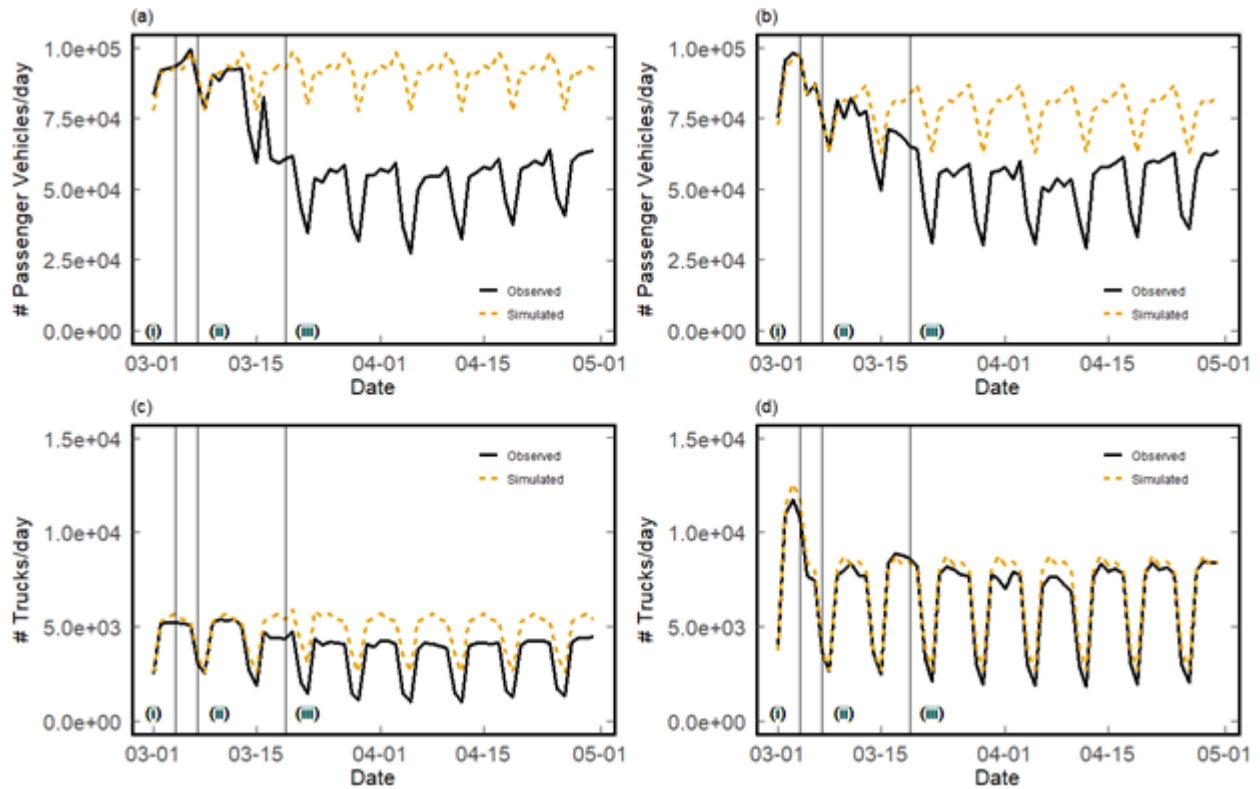 (a)
# Passenger Vehicles/day
1.0e+05
7.5e+04
5.0e+04
2.5e+04
0.0e+00
Observed
Simulated
(i)
(ii)
(iii)
03-01
03-15
04-01
04-15
05-01
Date
(b)
# Passenger Vehicles/day
1.0e+05
7.5e+04
5.0e+04
2.5e+04
0.0e+00
Observed
Simulated
(i)
(ii)
(iii)
03-01
03-15
04-01
04-15
05-01
Date
(c)
# Trucks/day
1.5e+04
1.0e+04
5.0e+03
0.0e+00
Observed
Simulated
(i)
(ii)
(iii)
03-01
03-15
04-01
04-15
05-01
Date
(d)
# Trucks/day
1.5e+04
1.0e+04
5.0e+03
0.0e+00
Observed
Simulated
(i)
(ii)
(iii)
03-01
03-15
04-01
04-15
05-01
Date